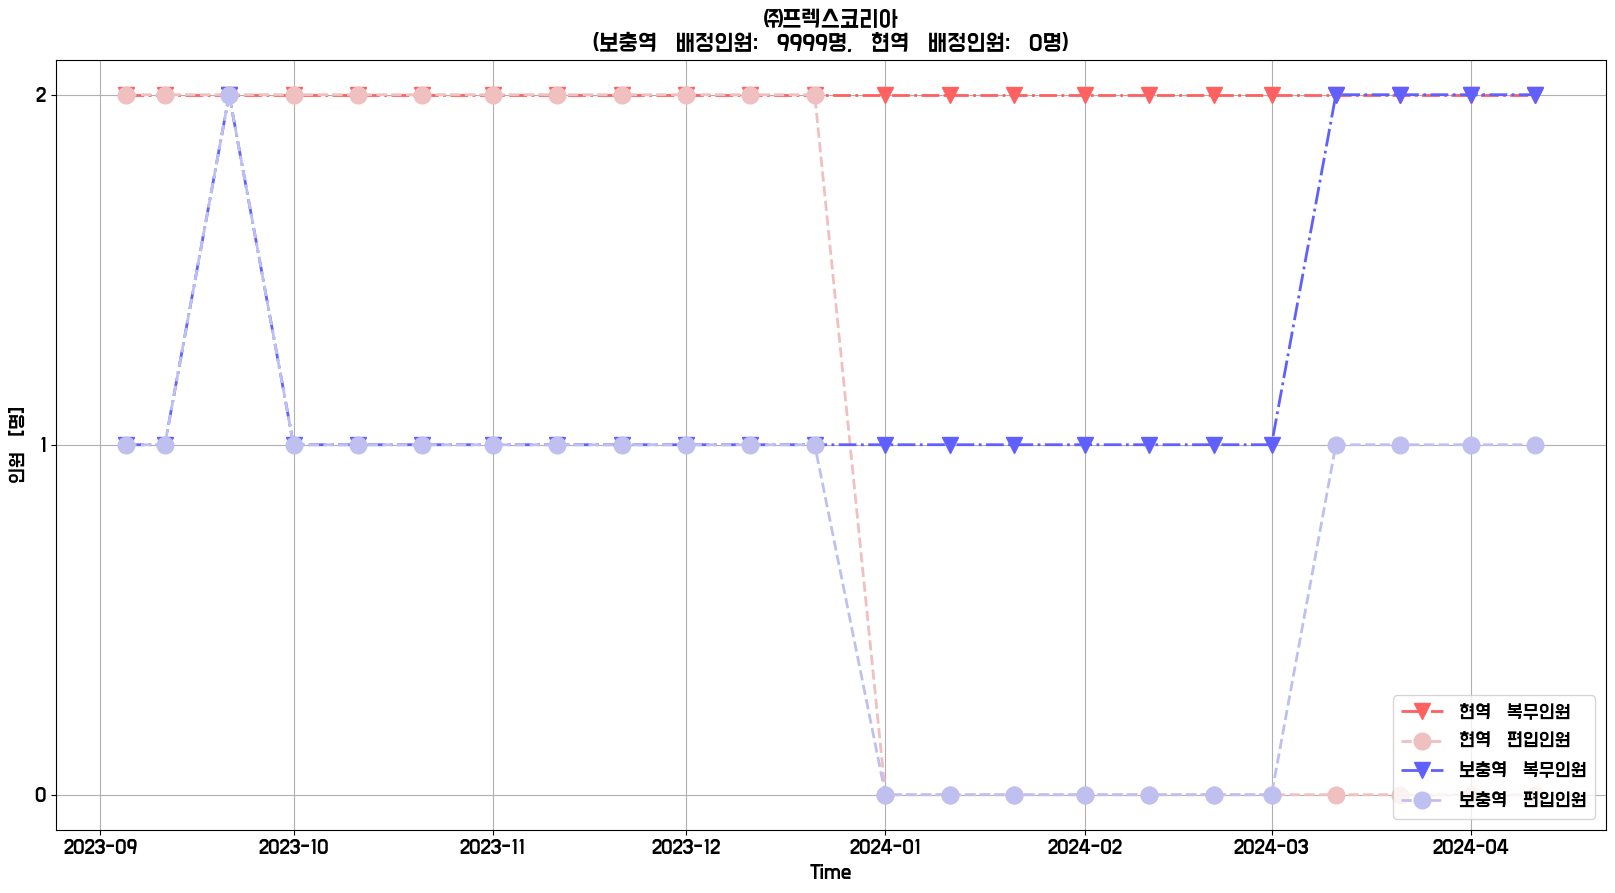 ㈜프렉스코리아
(보충역 배정인원: 9999명, 현역 배정인원: 0명)
2
1
0
인원 [명]
2023-09 2023-10 2023-11 2023-12 2024-01 2024-02 2024-03 2024-04
Time
현역 복무인원
현역 편입인원
보충역 복무인원
보충역 편입인원